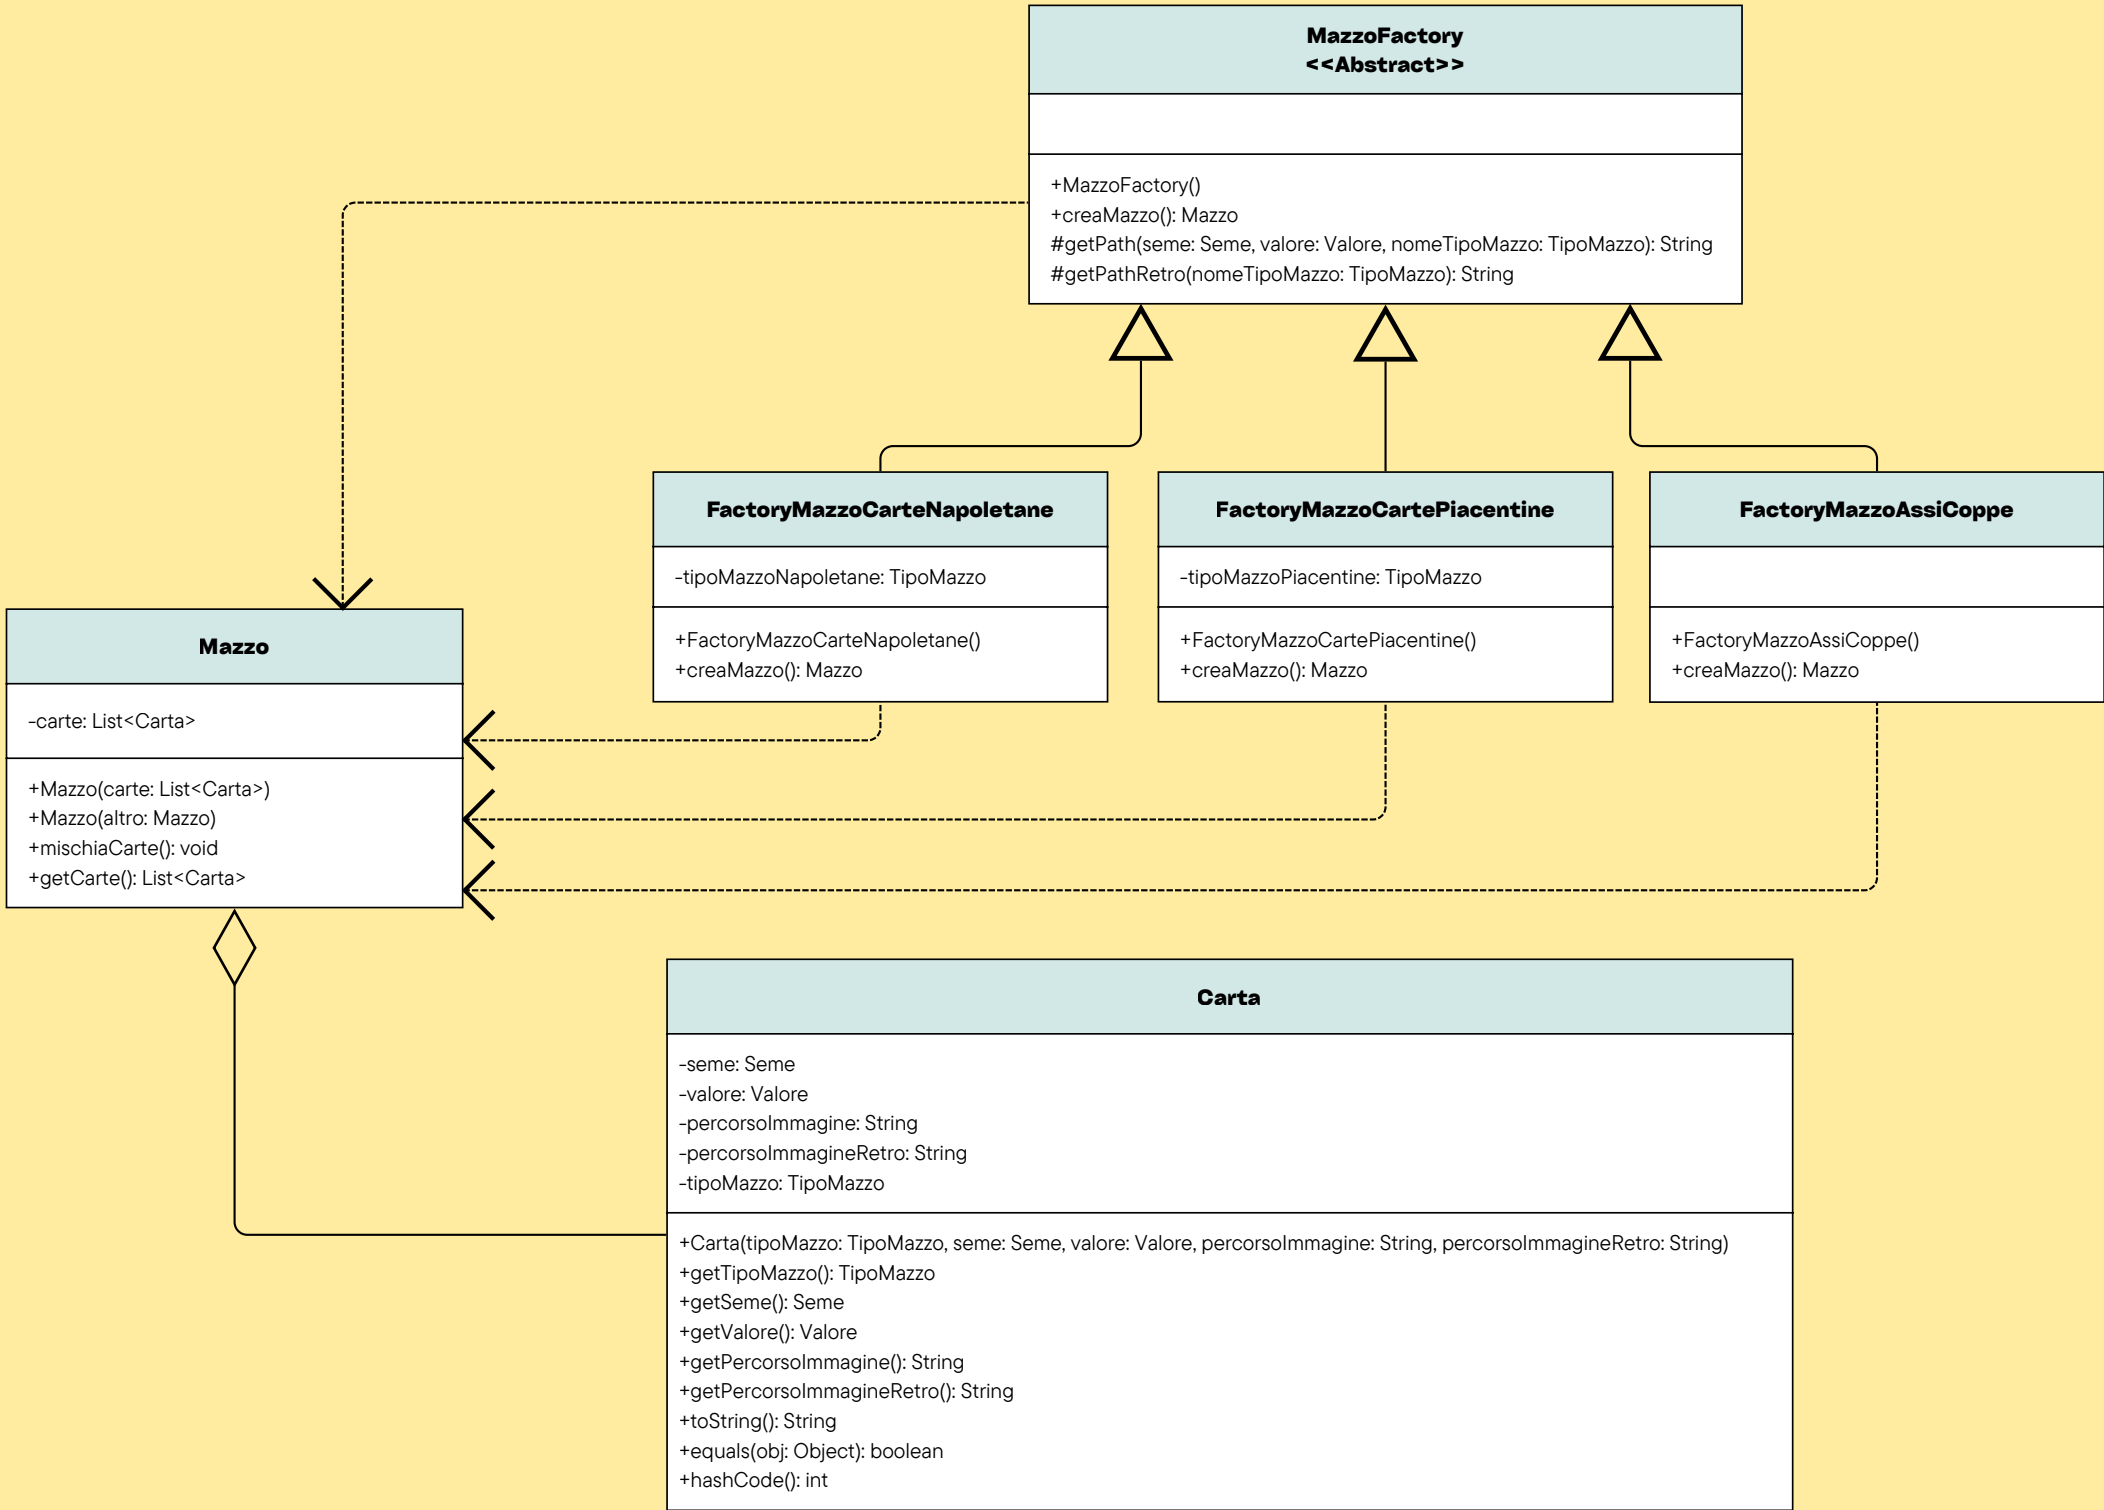 MazzoFactory
<<Abstract>>
+MazzoFactory()
+creaMazzo(): Mazzo
#getPath(seme: Seme, valore: Valore, nomeTipoMazzo: TipoMazzo): String
#getPathRetro(nomeTipoMazzo: TipoMazzo): String
FactoryMazzoCarteNapoletane
-tipoMazzoNapoletane: TipoMazzo
+FactoryMazzoCarteNapoletane()
+creaMazzo(): Mazzo
FactoryMazzoCartePiacentine
-tipoMazzoPiacentine: TipoMazzo
+FactoryMazzoCartePiacentine()
+creaMazzo(): Mazzo
FactoryMazzoAssiCoppe
+FactoryMazzoAssiCoppe()
+creaMazzo(): Mazzo
Mazzo
-carte: List<Carta>
+Mazzo(carte: List<Carta>)
+Mazzo(altro: Mazzo)
+mischiaCarte(): void
+getCarte(): List<Carta>
Carta
-seme: Seme
-valore: Valore
-percorsoImmagine: String
-percorsoImmagineRetro: String
-tipoMazzo: TipoMazzo
+Carta(tipoMazzo: TipoMazzo, seme: Seme, valore: Valore, percorsoImmagine: String, percorsoImmagineRetro: String)
+getTipoMazzo(): TipoMazzo
+getSeme(): Seme
+getValore(): Valore
+getPercorsoImmagine(): String
+getPercorsoImmagineRetro(): String
+toString(): String
+equals(obj: Object): boolean
+hashCode(): int